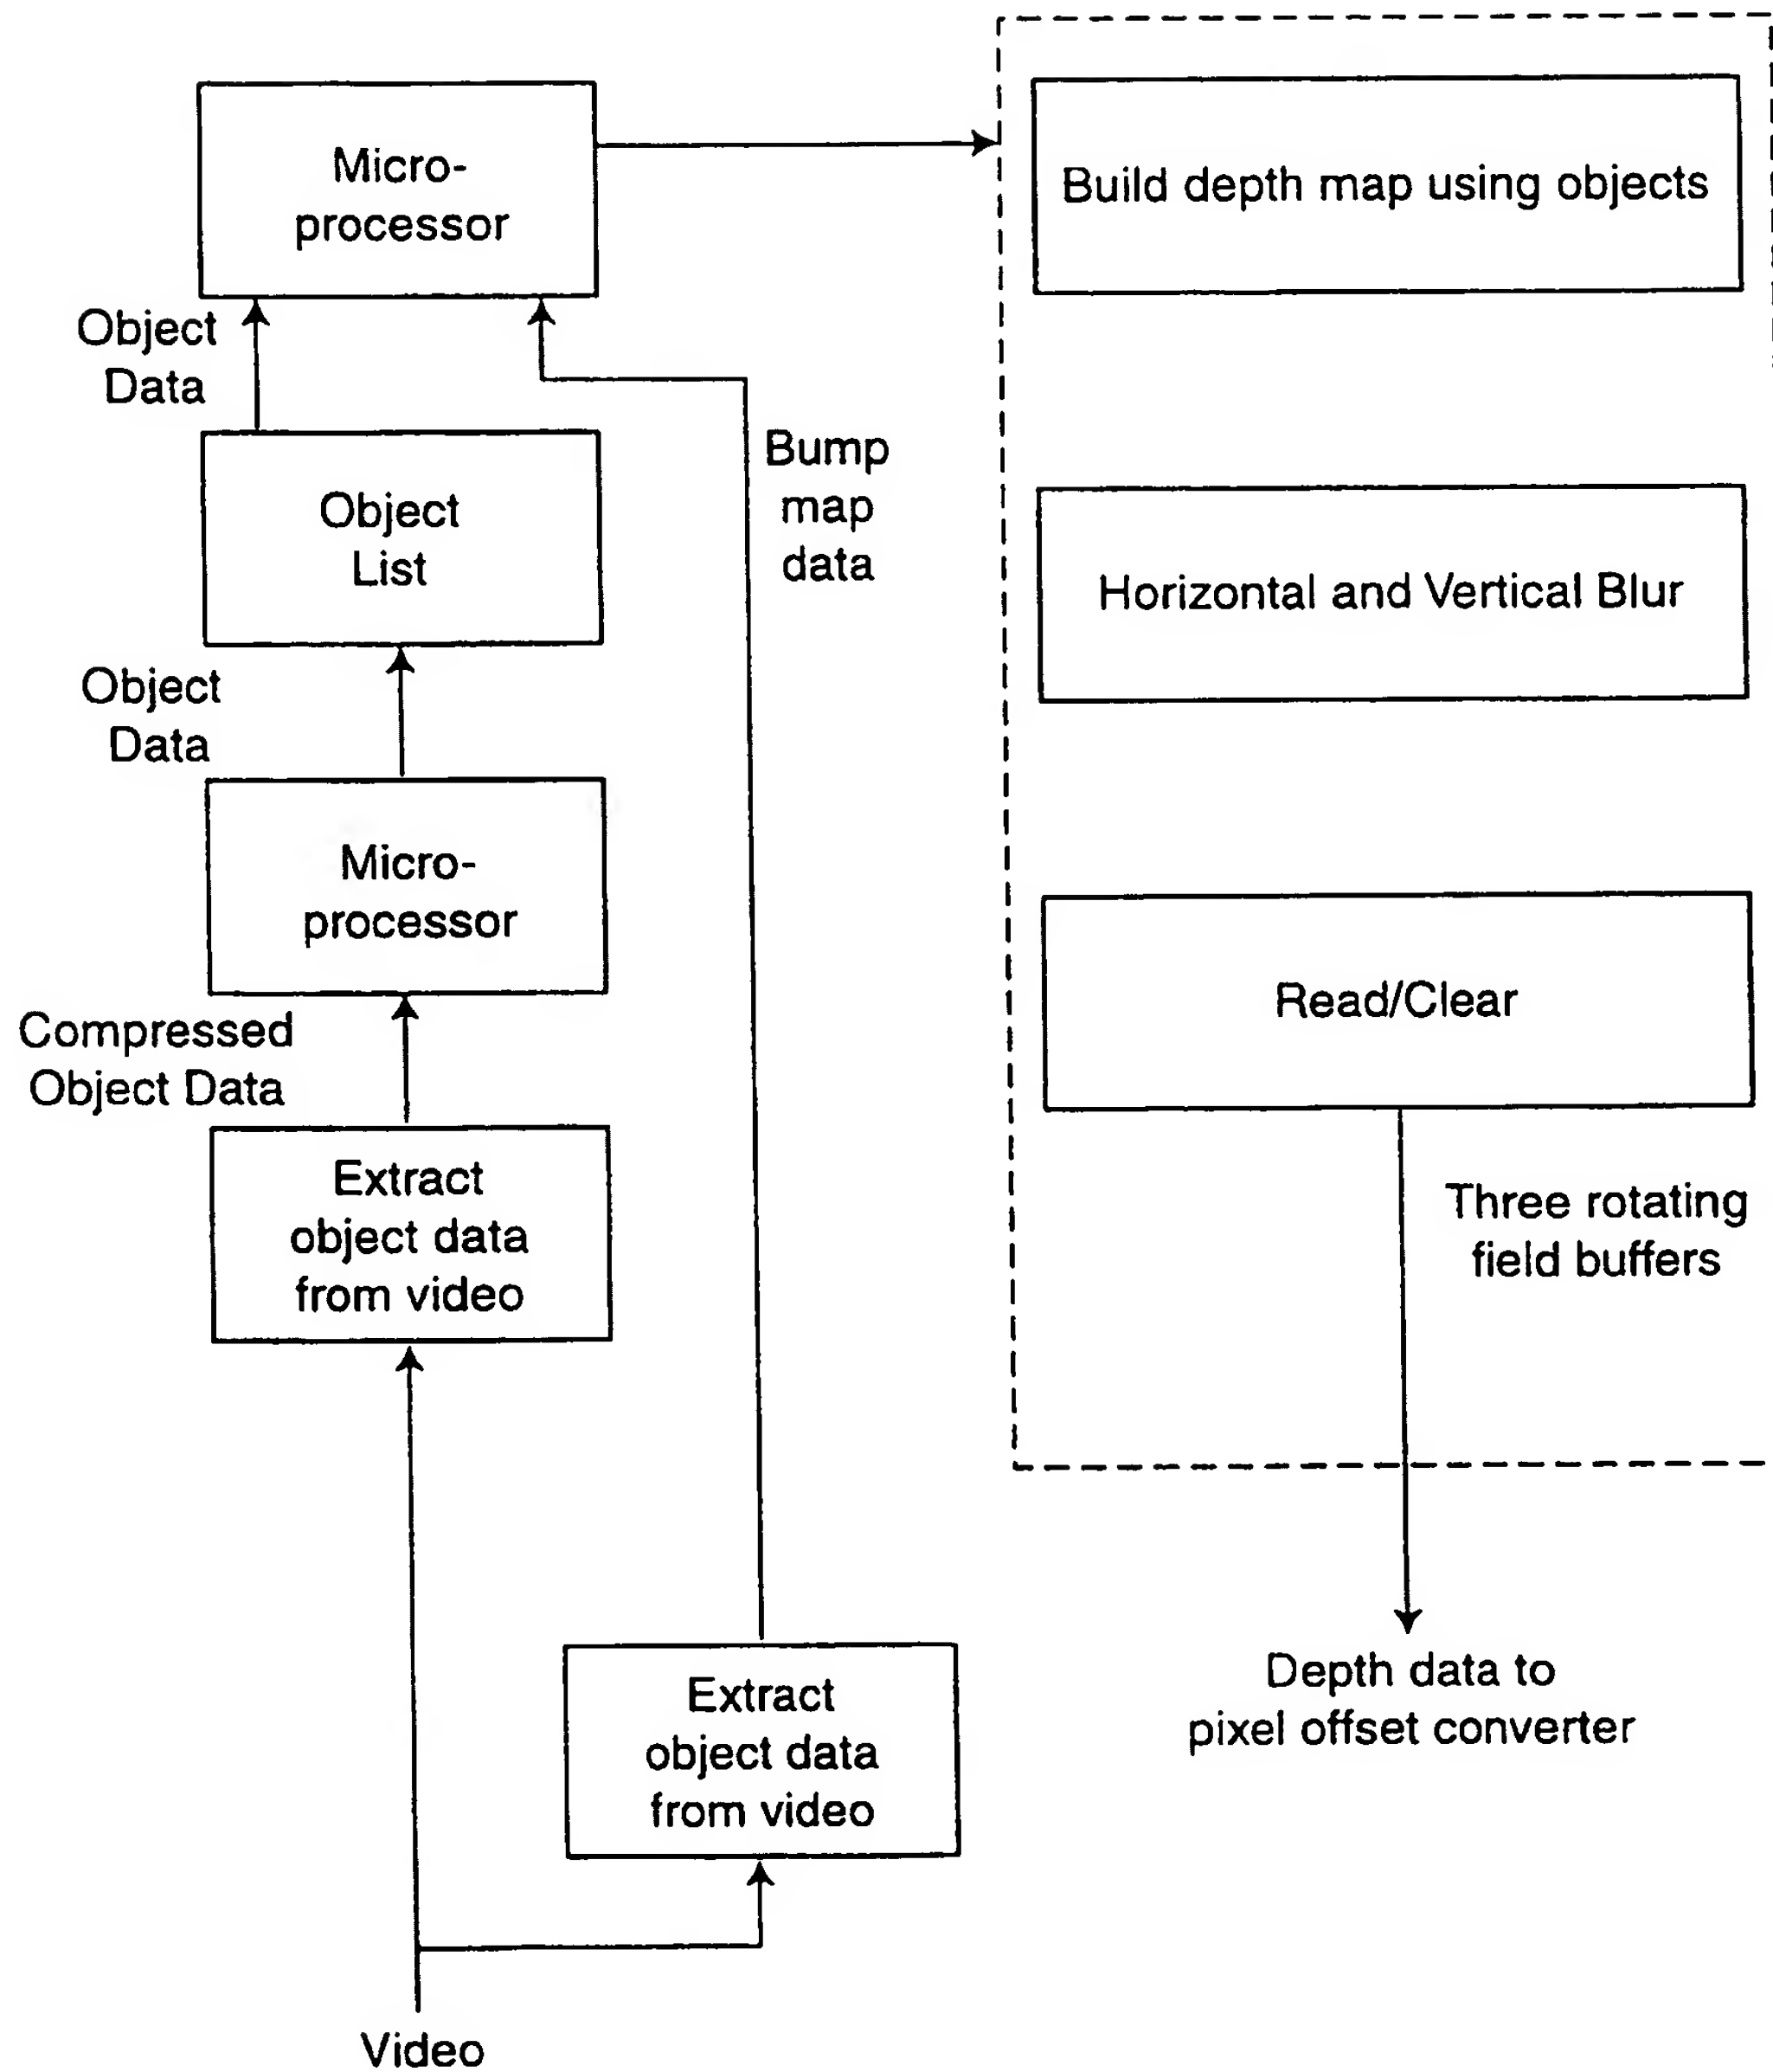 Micro-
processor
Build depth map using objects
Object
Data
Bump
map
data
Object
List
Horizontal and Vertical Blur
Object
Data
Micro-
processor
Read/Clear
Compressed
Object Data
Extract
object data
from video
Three rotating
field buffers
Extract
object data
from video
Depth data to
pixel offset converter
Video